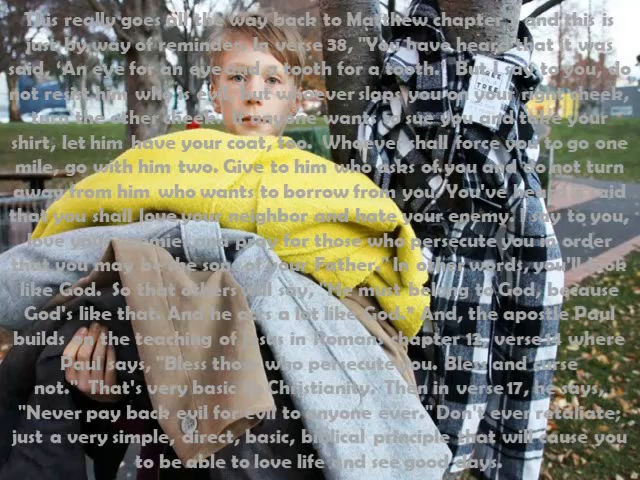 This really goes all the way back to Matthew chapter 5 and this is
just by way of reminder. In verse 38, "You have heard that it was
said, 'An eye for an eye and a tooth for a tooth.' But I say to you, do
not resist him who is evil but whoever slaps you on your right cheek,
turn the other cheek. If anyone wants to sue you and take your
shirt, let him have your coat, too. Whoever shall force you to go one
mile, go with him two. Give to him who asks of you and do not turn
away from him who wants to borrow from you. You've heard it said
that you shall love your neighbor and hate your enemy. I say to you,
love your enemies and pray for those who persecute you in order
that you may be the sons of your Father." In other words, you'll look
like God. So that others will say, "He must belong to God, because
God's like that. And he acts a lot like God." And, the apostle Paul
builds on the teaching of Jesus in Romans chapter 12, verse 14 where
Paul says, "Bless those who persecute you. Bless and curse
not." That's very basic to Christianity. Then in verse 17, he says,
"Never pay back evil for evil to anyone ever." Don't ever retaliate;
just a very simple, direct, basic, biblical principle that will cause you
to be able to love life and see good days.
TREE